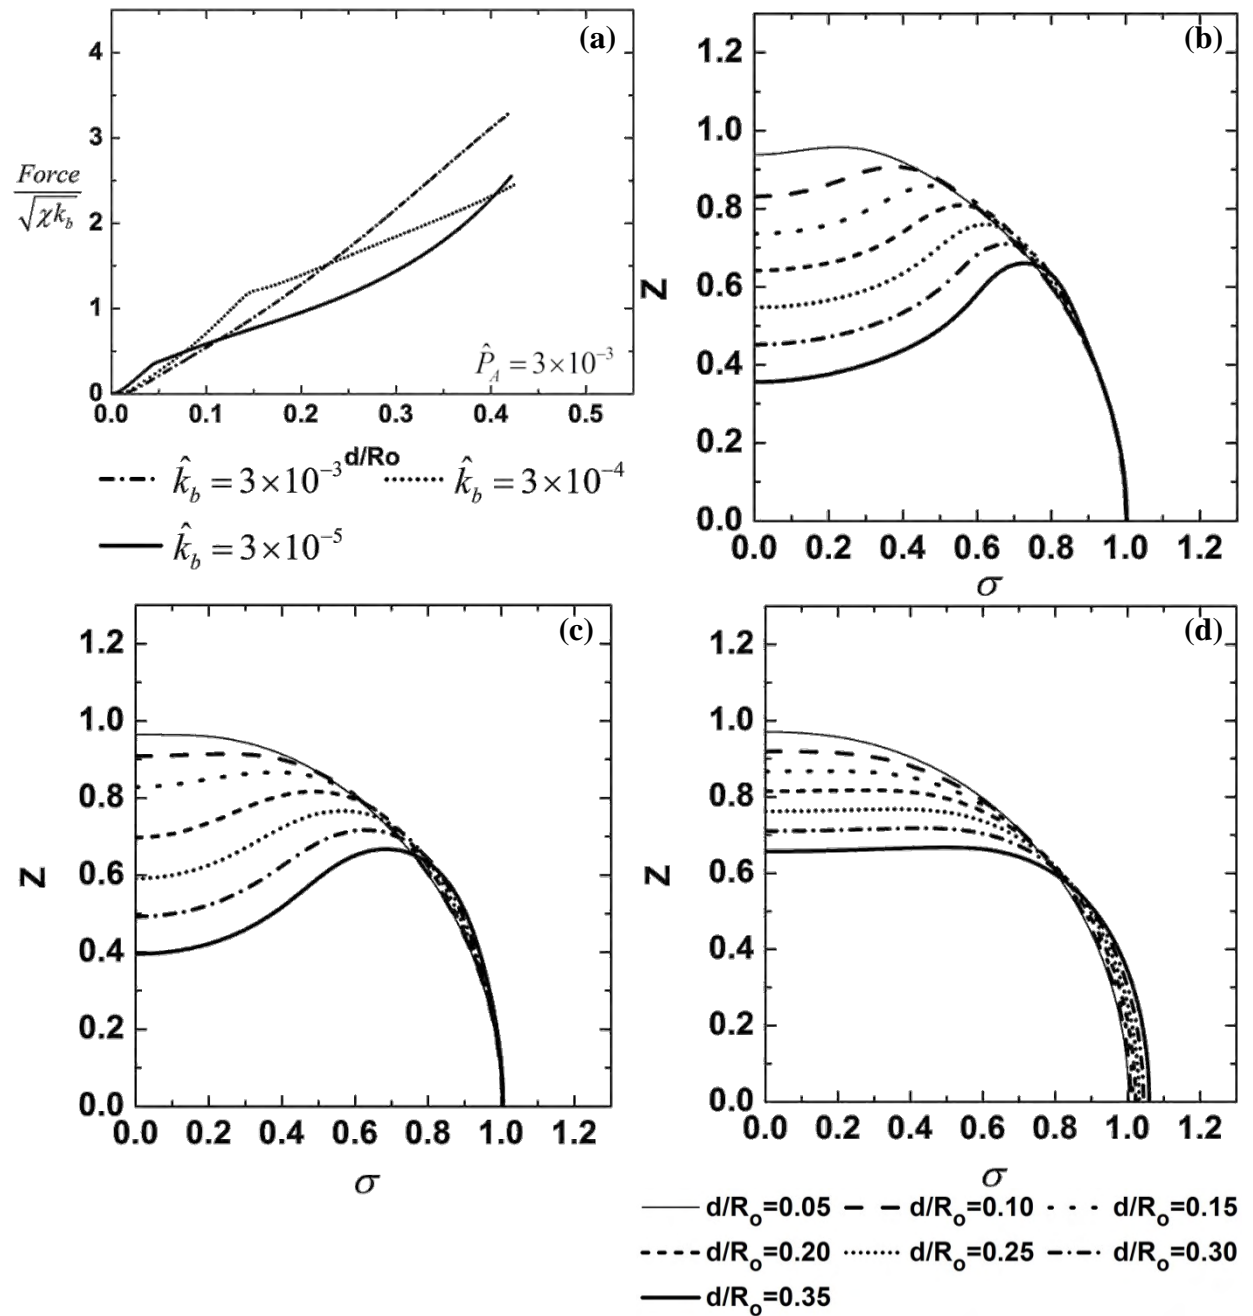 (a)
4
3
2
1
0
Force
√χk_b
P̂_A = 3×10⁻³
0.0 0.1 0.2 0.3 0.4 0.5
d/Ro
k̂_b = 3×10⁻³ k̂_b = 3×10⁻⁴
k̂_b = 3×10⁻⁵
(b)
1.2
1.0
0.8
0.6
0.4
0.2
0.0
Z
0.0 0.2 0.4 0.6 0.8 1.0 1.2
σ
(c)
1.2
1.0
0.8
0.6
0.4
0.2
0.0
Z
0.0 0.2 0.4 0.6 0.8 1.0 1.2
σ
(d)
1.2
1.0
0.8
0.6
0.4
0.2
0.0
Z
0.0 0.2 0.4 0.6 0.8 1.0 1.2
σ
d/R_o=0.05 d/R_o=0.10 d/R_o=0.15
d/R_o=0.20 d/R_o=0.25 d/R_o=0.30
d/R_o=0.35